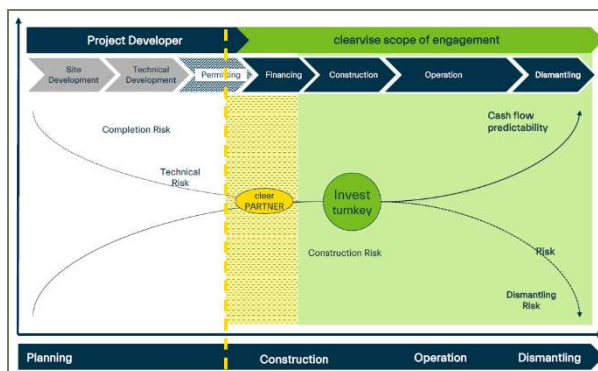 Project Developer
clearvise scope of engagement
Site
Development
Technical
Development
Permitting
Financing
Construction
Operation
Dismantling
Completion Risk
Cash flow
predictability
Technical
Risk
clear
PARTNER
Invest
turnkey
Construction Risk
Risk
Dismantling
Risk
Planning
Construction
Operation
Dismantling